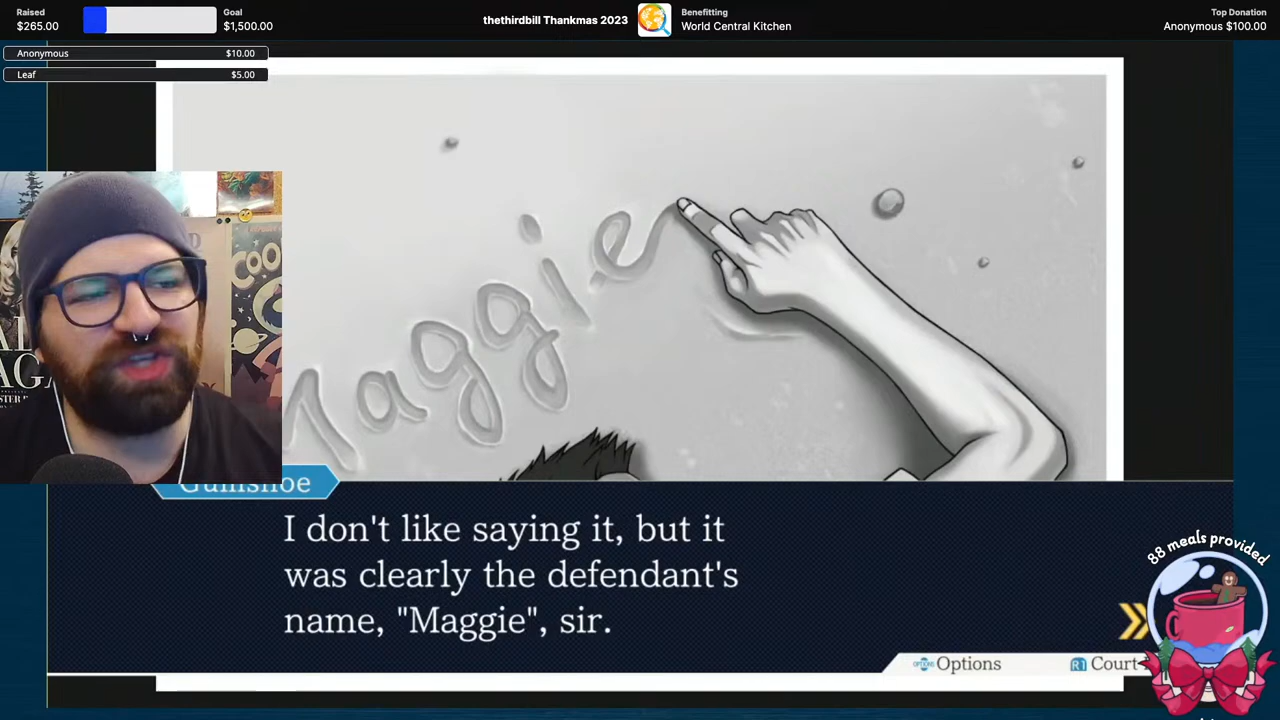 Raised
$265.00
Goal
$1,500.00
thethirdbill Thankmas 2023
Benefitting
World Central Kitchen
Top Donation
Anonymous $100.00
Anonymous $10.00
Leaf $5.00
Maggie
Gumshoe
I don't like saying it, but it
was clearly the defendant's
name, "Maggie", sir.
88 meals provided
OPTIONS Options
R1 Court